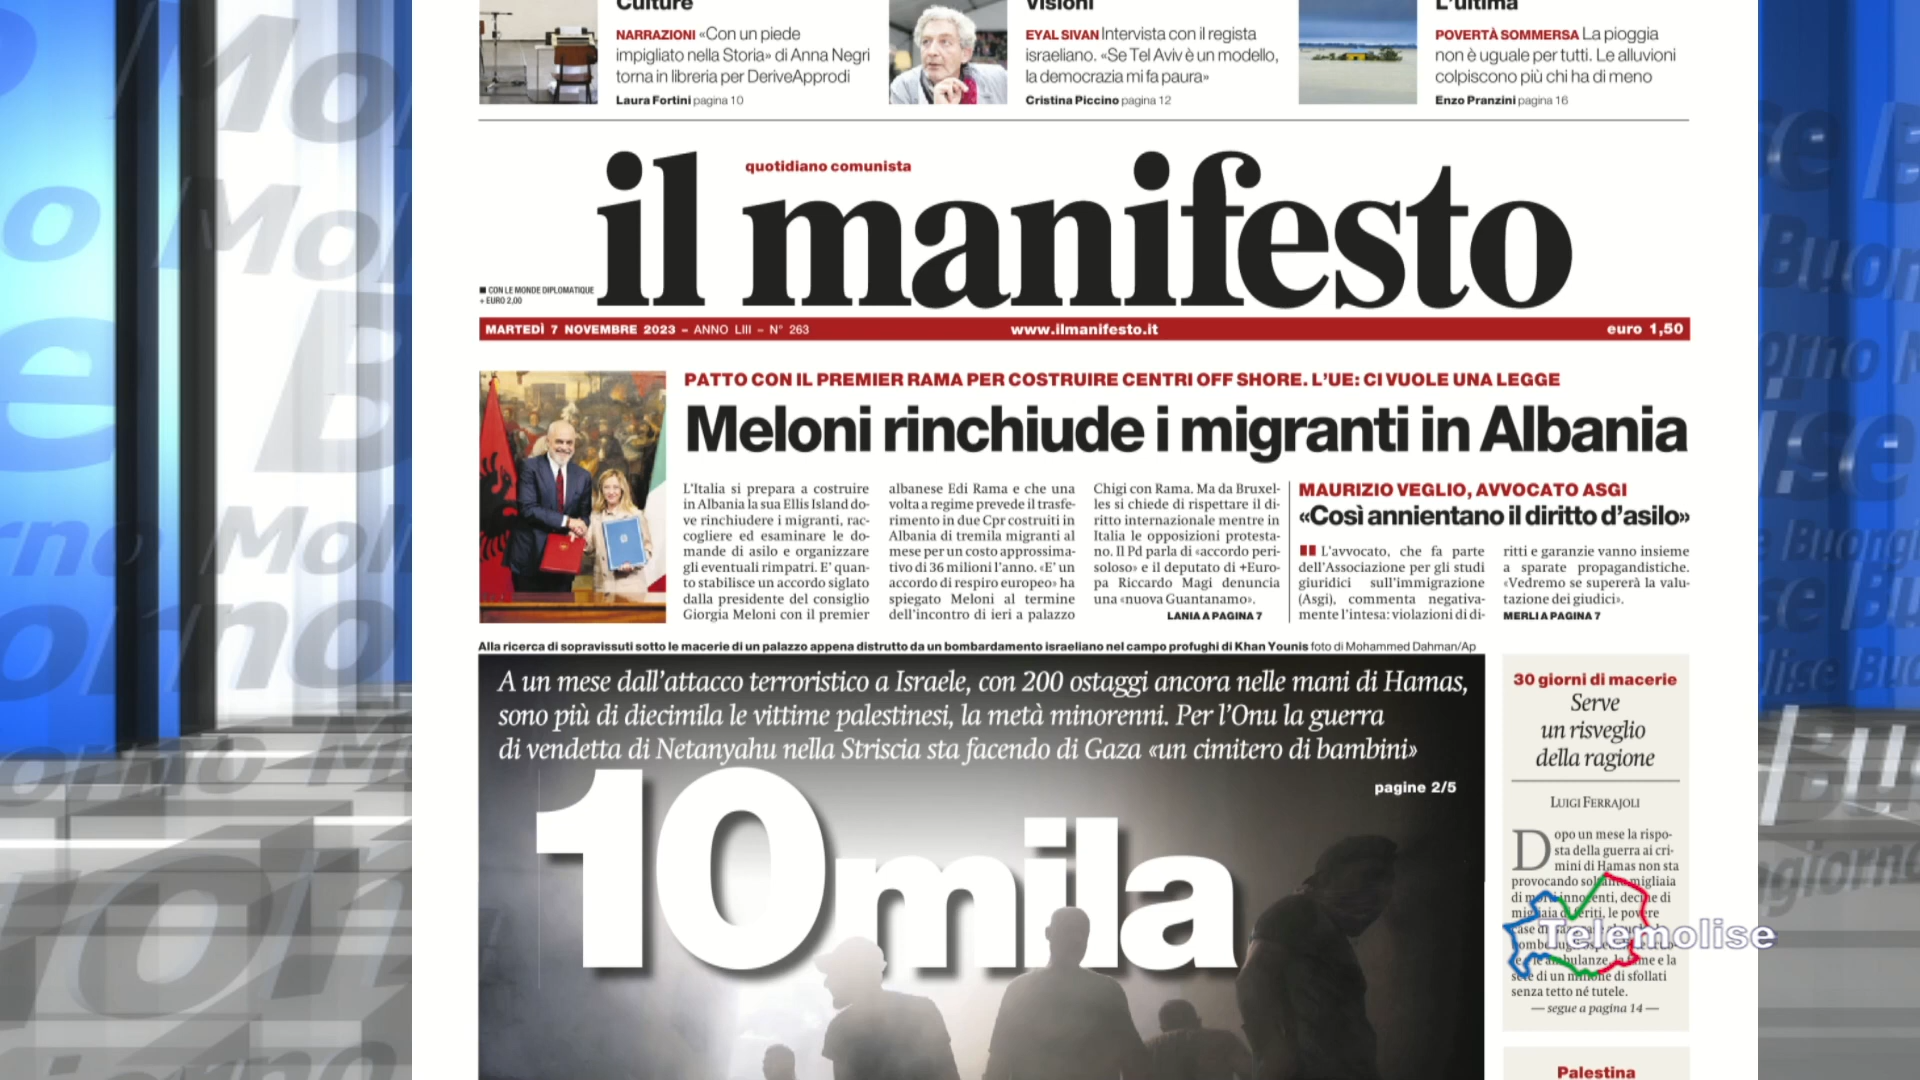 Culture
NARRAZIONI «Con un piede
impigliato nella Storia» di Anna Negri
torna in libreria per DeriveApprodi
Laura Fortini pagina 10
Visioni
EYAL SIVAN Intervista con il regista
israeliano. «Se Tel Aviv è un modello,
la democrazia mi fa paura»
Cristina Piccino pagina 12
L'ultima
POVERTÀ SOMMERSA La pioggia
non è uguale per tutti. Le alluvioni
colpiscono più chi ha di meno
Enzo Pranzini pagina 16
quotidiano comunista
il manifesto
CON LE MONDE DIPLOMATIQUE
+ EURO 2,00
MARTEDÌ 7 NOVEMBRE 2023 – ANNO LIII – N° 263
www.ilmanifesto.it
euro 1,50
PATTO CON IL PREMIER RAMA PER COSTRUIRE CENTRI OFF SHORE. L'UE: CI VUOLE UNA LEGGE
Meloni rinchiude i migranti in Albania
L'Italia si prepara a costruire
in Albania la sua Ellis Island do-
ve rinchiudere i migranti, rac-
cogliere ed esaminare le do-
mande di asilo e organizzare
gli eventuali rimpatri. E' quan-
to stabilisce un accordo siglato
dalla presidente del consiglio
Giorgia Meloni con il premier
albanese Edi Rama e che una
volta a regime prevede il trasfe-
rimento in due Cpr costruiti in
Albania di tremila migranti al
mese per un costo approssima-
tivo di 36 milioni l'anno. «E' un
accordo di respiro europeo» ha
spiegato Meloni al termine
dell'incontro di ieri a palazzo
Chigi con Rama. Ma da Bruxel-
les si chiede di rispettare il di-
ritto internazionale mentre in
Italia le opposizioni protesta-
no. Il Pd parla di «accordo peri-
soloso» e il deputato di +Euro-
pa Riccardo Magi denuncia
una «nuova Guantanamo».
LANIA A PAGINA 7
MAURIZIO VEGLIO, AVVOCATO ASGI
«Così annientano il diritto d'asilo»
L'avvocato, che fa parte
dell'Associazione per gli studi
giuridici sull'immigrazione
(Asgi), commenta negativa-
mente l'intesa: violazioni di di-
ritti e garanzie vanno insieme
a sparate propagandistiche.
«Vedremo se supererà la valu-
tazione dei giudici».
MERLI A PAGINA 7
Alla ricerca di sopravissuti sotto le macerie di un palazzo appena distrutto da un bombardamento israeliano nel campo profughi di Khan Younis foto di Mohammed Dahman/Ap
A un mese dall'attacco terroristico a Israele, con 200 ostaggi ancora nelle mani di Hamas,
sono più di diecimila le vittime palestinesi, la metà minorenni. Per l'Onu la guerra
di vendetta di Netanyahu nella Striscia sta facendo di Gaza «un cimitero di bambini»
pagine 2/5
10mila
30 giorni di macerie
Serve
un risveglio
della ragione
LUIGI FERRAJOLI
Dopo un mese la rispo-
sta della guerra ai cri-
mini di Hamas non sta
provocando soltanto migliaia
di morti innocenti, decine di
migliaia di feriti, le povere
Telemolise
sete di un milione di sfollati
senza tetto né tutele.
— segue a pagina 14 —
Palestina